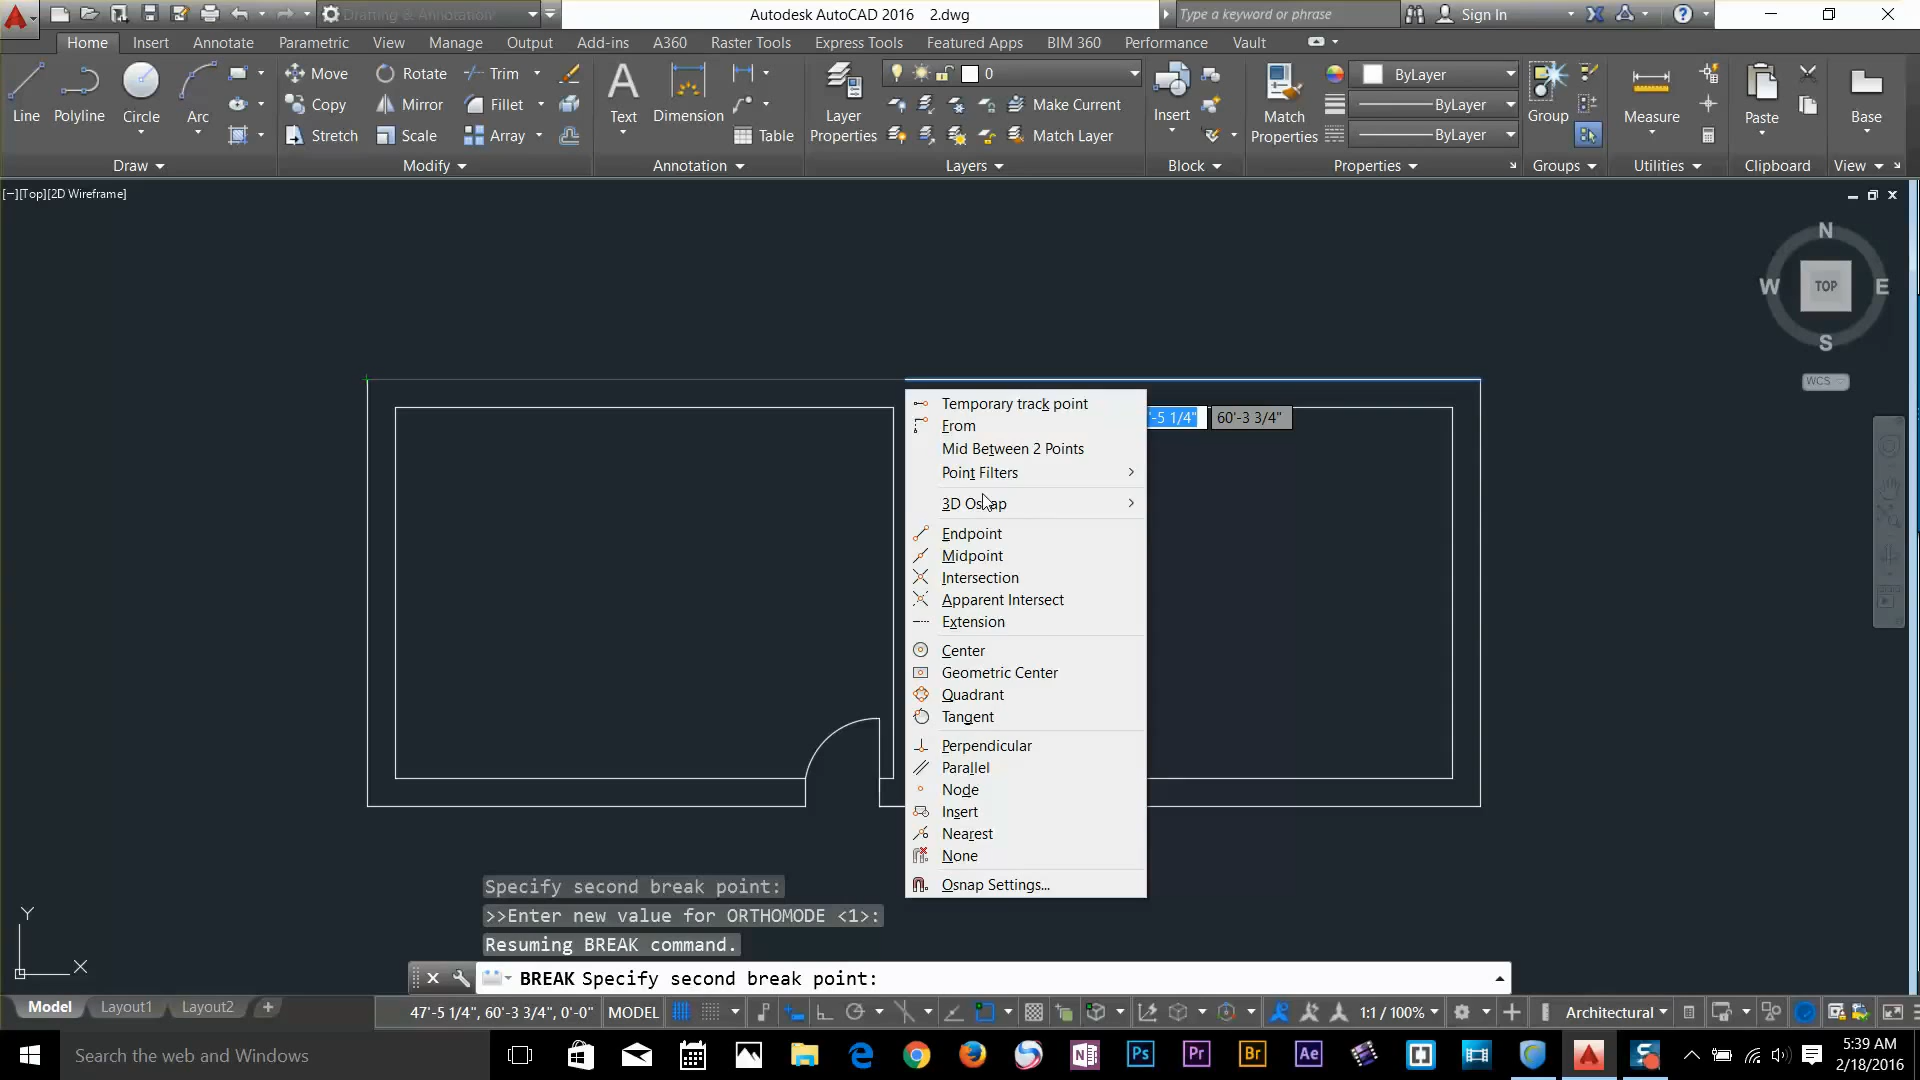 Drafting & Annotation
Autodesk AutoCAD 2016 2.dwg
Type a keyword or phrase
Sign In
Home Insert Annotate Parametric View Manage Output Add-ins A360 Raster Tools Express Tools Featured Apps BIM 360 Performance Vault
Line Polyline Circle Arc
Move Rotate Trim
Copy Mirror Fillet
Stretch Scale Array
Text Dimension Table
Layer Properties
0
Make Current
Match Layer
Insert
Match Properties
ByLayer
ByLayer
ByLayer
Group
Measure
Paste
Base
Draw Modify Annotation Layers Block Properties Groups Utilities Clipboard View
[−][Top][2D Wireframe]
N
W TOP E
S
WCS
Temporary track point
From
Mid Between 2 Points
Point Filters
3D Osnap
Endpoint
Midpoint
Intersection
Apparent Intersect
Extension
Center
Geometric Center
Quadrant
Tangent
Perpendicular
Parallel
Node
Insert
Nearest
None
Osnap Settings...
'-5 1/4" 60'-3 3/4"
Specify second break point:
>>Enter new value for ORTHOMODE <1>:
Resuming BREAK command.
BREAK Specify second break point:
Y
X
Model Layout1 Layout2 +
47'-5 1/4", 60'-3 3/4", 0'-0" MODEL 1:1 / 100% Architectural
Search the web and Windows
N Ps Pr Br Ae
5:39 AM
2/18/2016